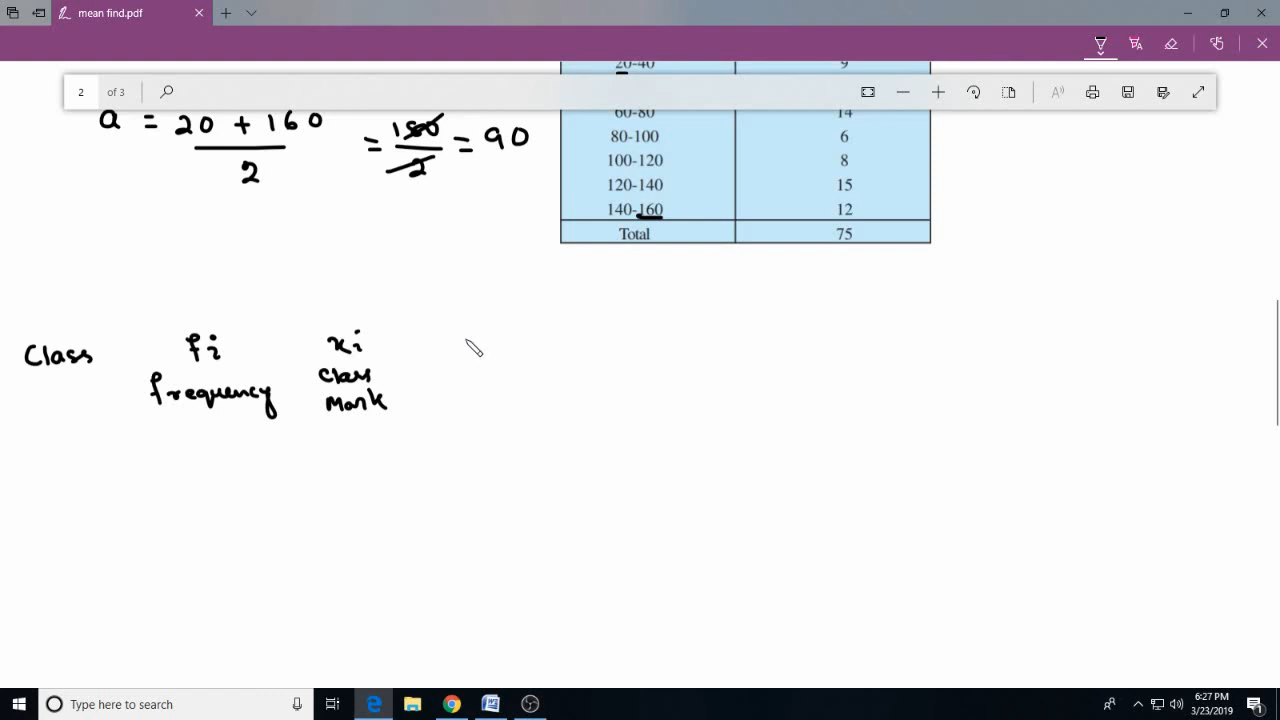 mean find.pdf
20-40 9
2 of 3
60-80 14
a = 20 + 160 / 2 = 180 / 2 = 90
80-100 6
100-120 8
120-140 15
140-160 12
Total 75
Class fi xi
frequency Class
Mark
Type here to search
6:27 PM
3/23/2019